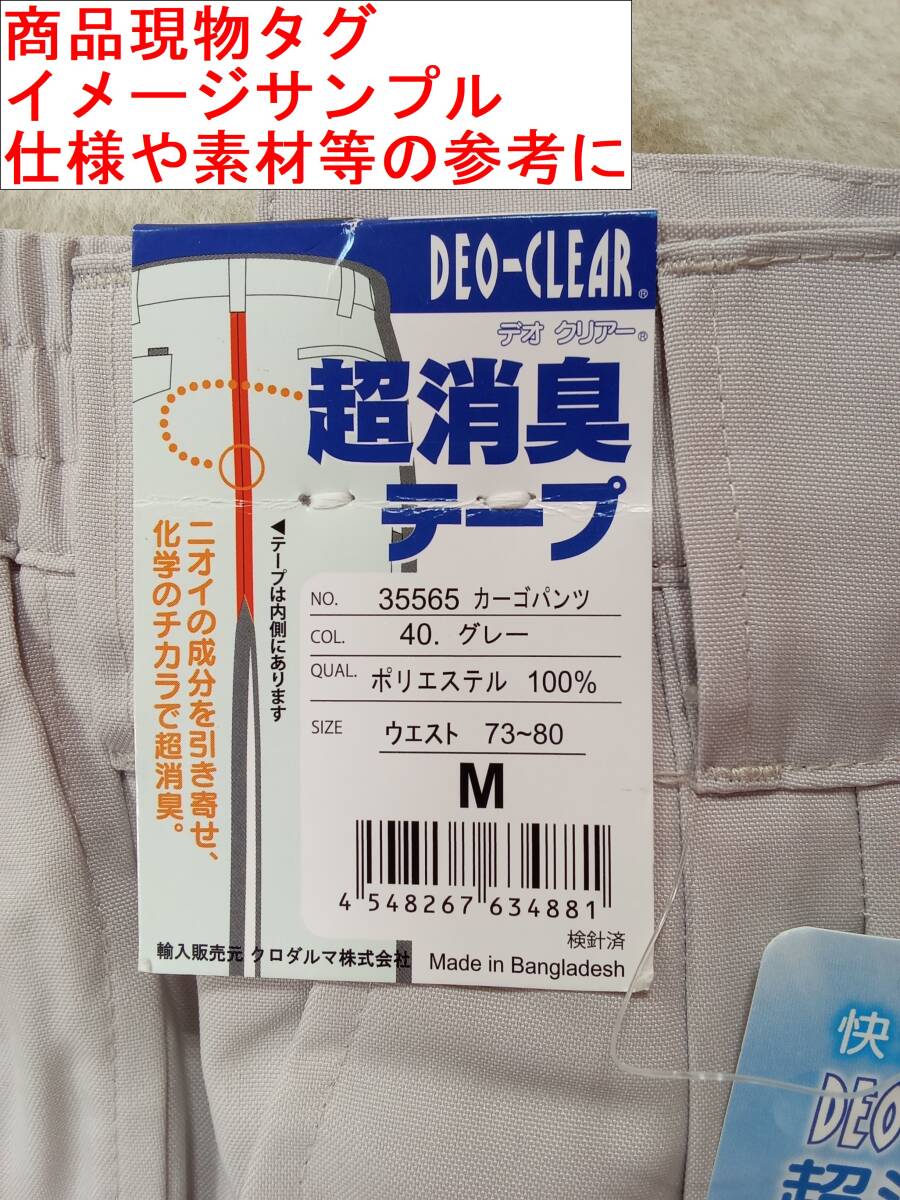 商品現物タグ
イメージサンプル
仕様や素材等の参考に
DEO-CLEAR®
デオ クリアー®
超消臭
テープ
◀テープは内側にあります
ニオイの成分を引き寄せ、
化学のチカラで超消臭。
NO. 35565 カーゴパンツ
COL. 40. グレー
QUAL. ポリエステル 100%
SIZE ウエスト 73~80
M
4 548267 634881
検針済
輸入販売元 クロダルマ株式会社
Made in Bangladesh
快
DEO
超